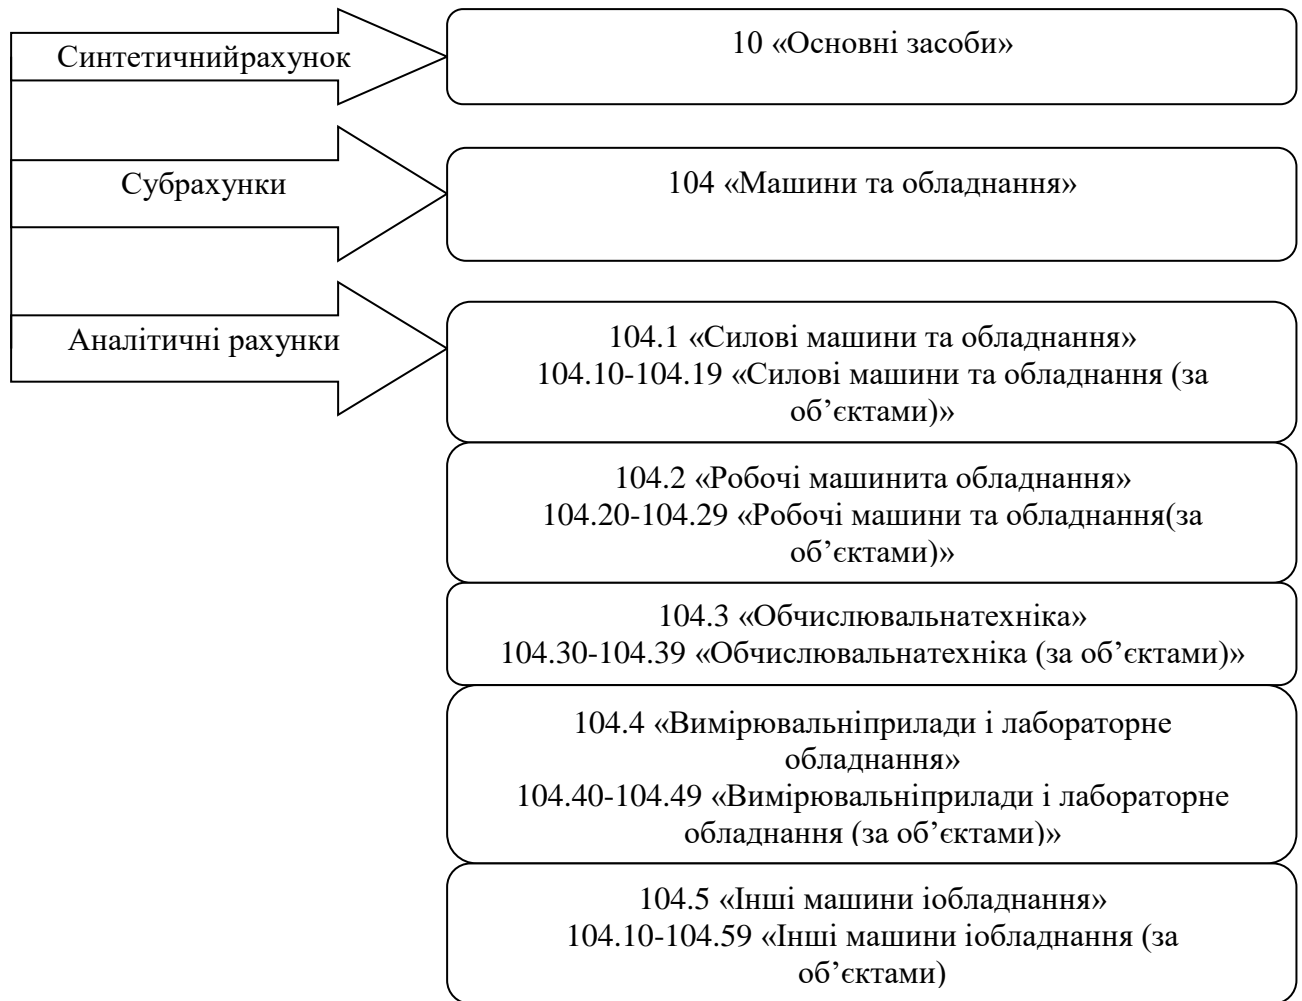 Синтетичнийрахунок
10 «Основні засоби»
Субрахунки
104 «Машини та обладнання»
Аналітичні рахунки
104.1 «Силові машини та обладнання»
104.10-104.19 «Силові машини та обладнання (за
об’єктами)»
104.2 «Робочі машинита обладнання»
104.20-104.29 «Робочі машини та обладнання(за
об’єктами)»
104.3 «Обчислювальнатехніка»
104.30-104.39 «Обчислювальнатехніка (за об’єктами)»
104.4 «Вимірювальніприлади і лабораторне
обладнання»
104.40-104.49 «Вимірювальніприлади і лабораторне
обладнання (за об’єктами)»
104.5 «Інші машини іобладнання»
104.10-104.59 «Інші машини іобладнання (за
об’єктами)